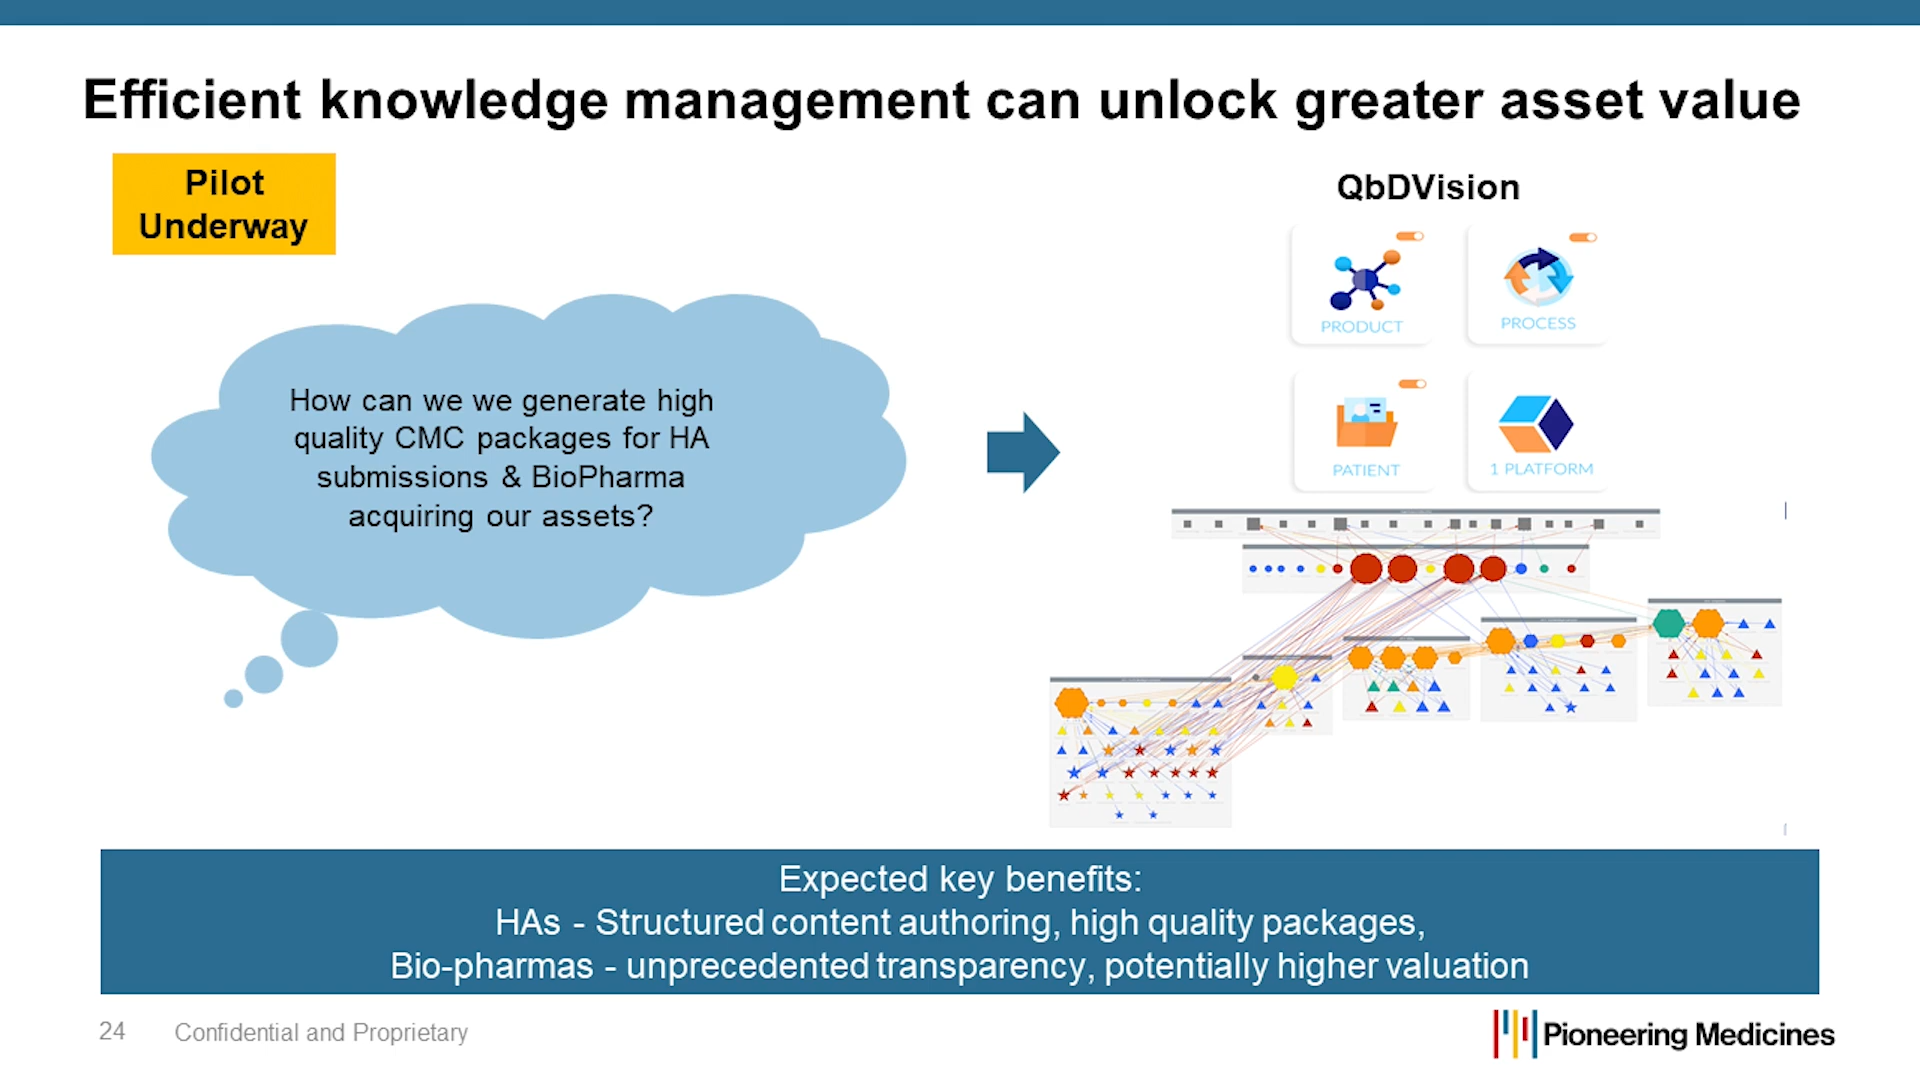 Efficient knowledge management can unlock greater asset value
Pilot
Underway
How can we we generate high
quality CMC packages for HA
submissions & BioPharma
acquiring our assets?
QbDVision
PRODUCT
PROCESS
PATIENT
1 PLATFORM
Expected key benefits:
HAs - Structured content authoring, high quality packages,
Bio-pharmas - unprecedented transparency, potentially higher valuation
24
Confidential and Proprietary
Pioneering Medicines